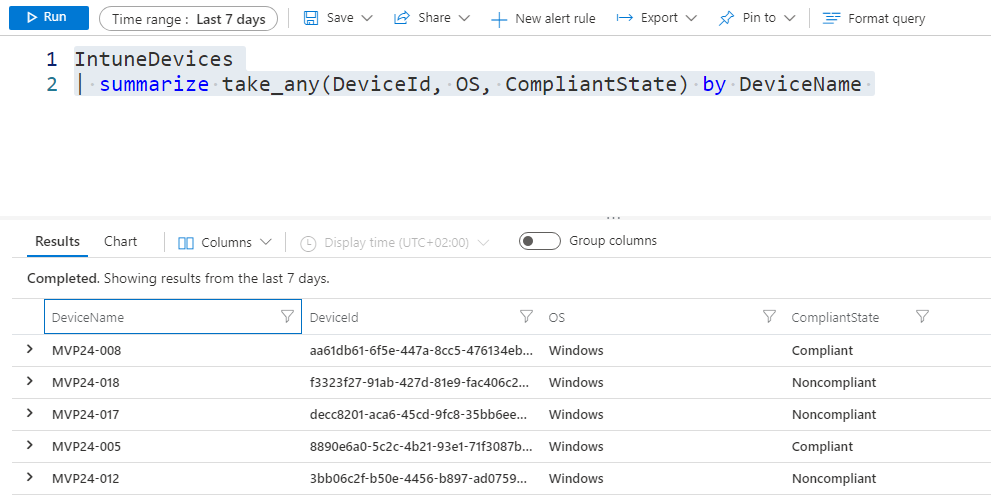 Run Time range : Last 7 days Save Share New alert rule Export Pin to Format query
1 IntuneDevices
2 | summarize take_any(DeviceId, OS, CompliantState) by DeviceName
Results Chart Columns Display time (UTC+02:00) Group columns
Completed. Showing results from the last 7 days.
DeviceName DeviceId OS CompliantState
MVP24-008 aa61db61-6f5e-447a-8cc5-476134eb... Windows Compliant
MVP24-018 f3323f27-91ab-427d-81e9-fac406c2... Windows Noncompliant
MVP24-017 decc8201-aca6-45cd-9fc8-35bb6ee... Windows Noncompliant
MVP24-005 8890e6a0-5c2c-4b21-93e1-71f3087b... Windows Compliant
MVP24-012 3bb06c2f-b50e-4456-b897-ad0759... Windows Noncompliant